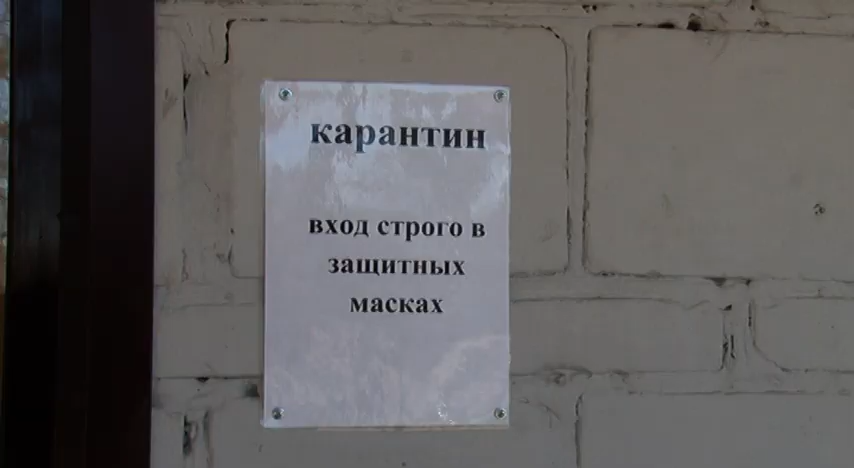 карантин
вход строго в
защитных
масках